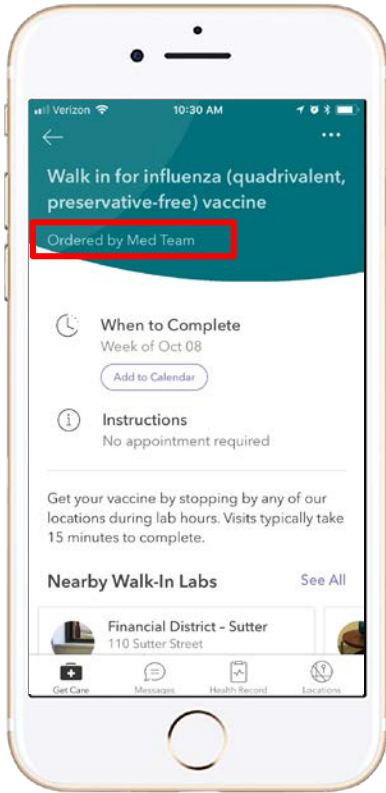 Verizon 10:30 AM
Walk in for influenza (quadrivalent,
preservative-free) vaccine
Ordered by Med Team
When to Complete
Week of Oct 08
Add to Calendar
Instructions
No appointment required
Get your vaccine by stopping by any of our
locations during lab hours. Visits typically take
15 minutes to complete.
Nearby Walk-In Labs See All
Financial District – Sutter
110 Sutter Street
Get Care Messages Health Record Locations